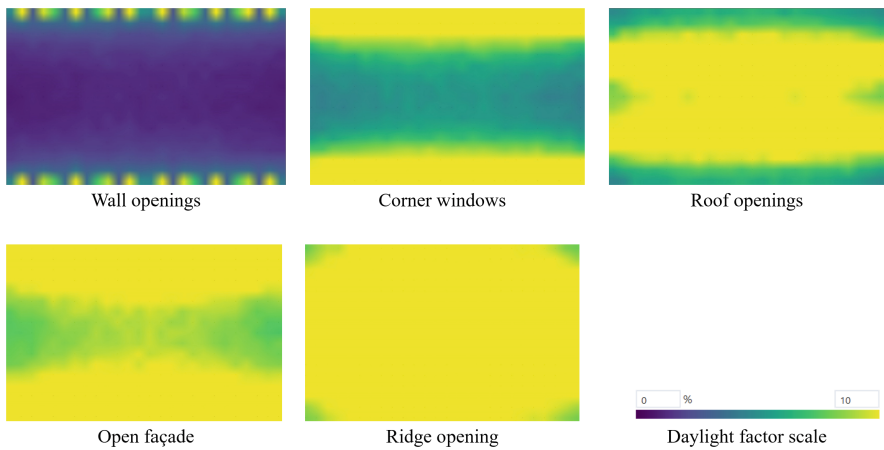 Wall openings
Corner windows
Roof openings
Open façade
Ridge opening
0 % 10
Daylight factor scale